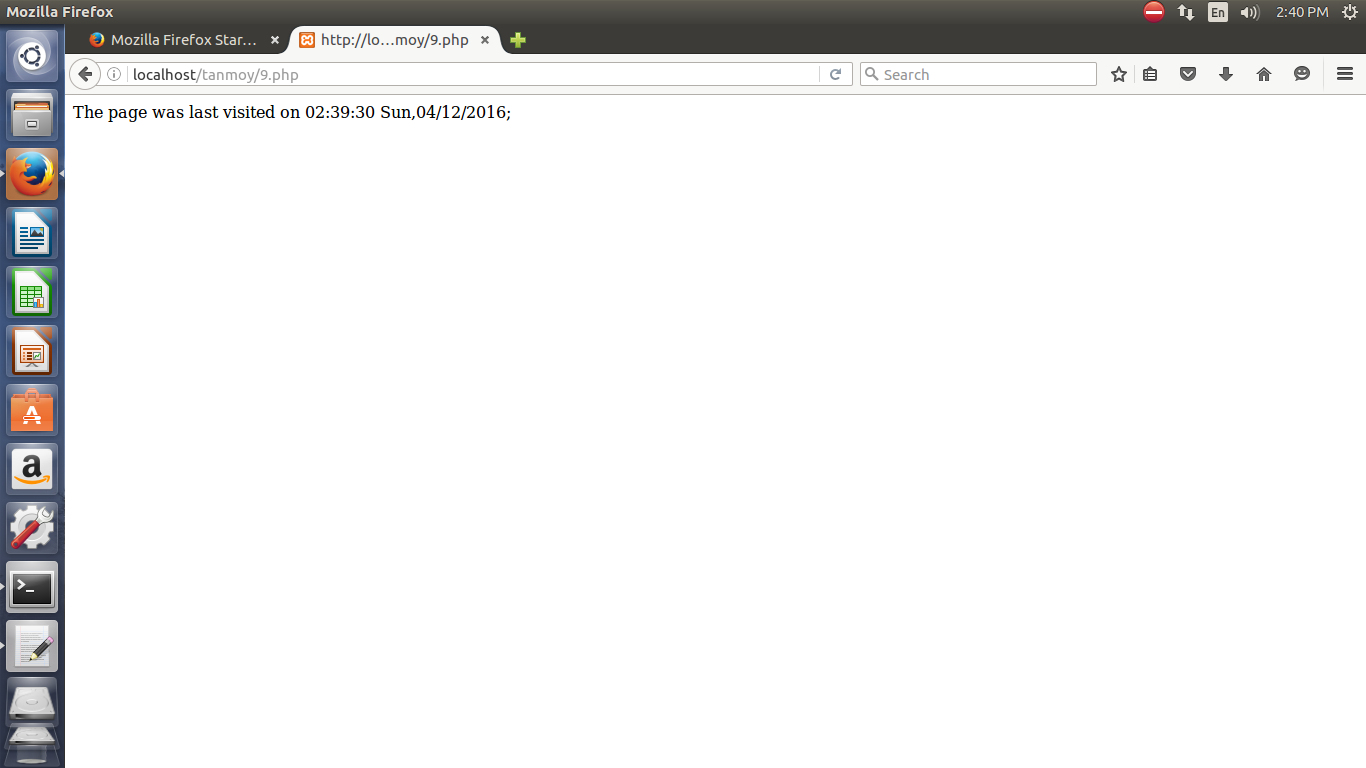 Mozilla Firefox
En
2:40 PM
Mozilla Firefox Star...
http://lo...moy/9.php
localhost/tanmoy/9.php
Search
The page was last visited on 02:39:30 Sun,04/12/2016;